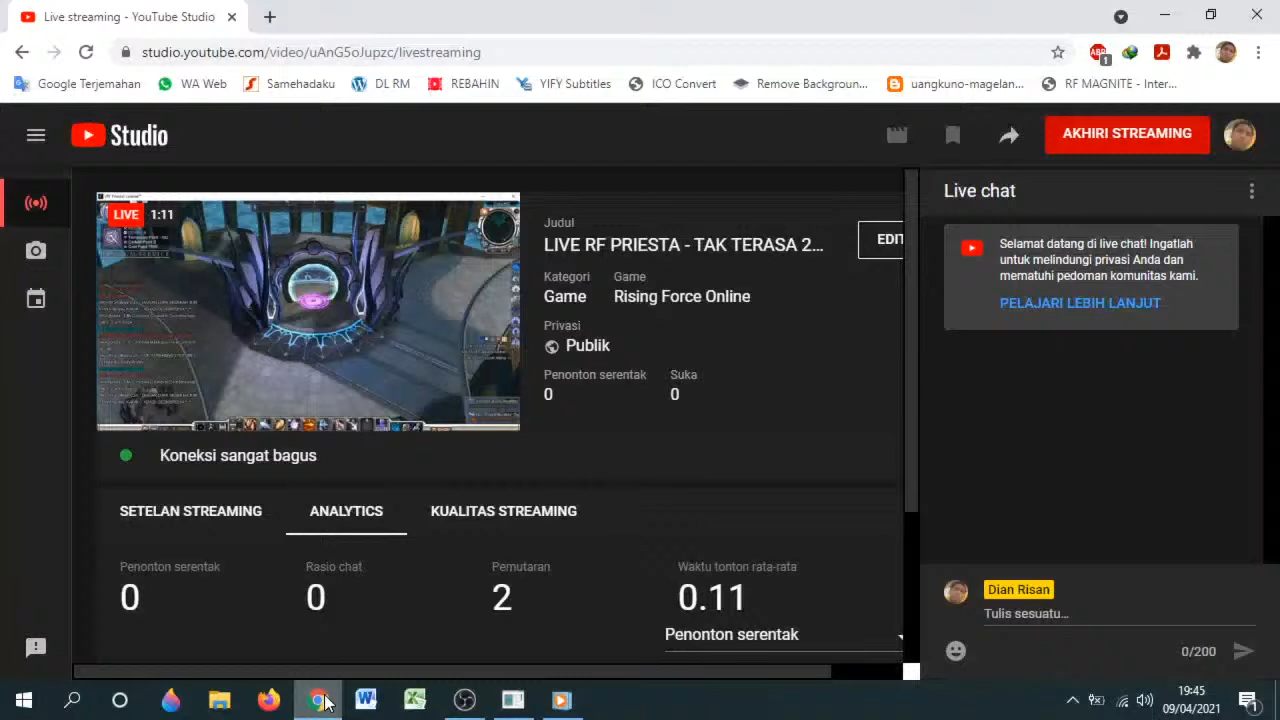 Live streaming - YouTube Studio
studio.youtube.com/video/uAnG5oJupzc/livestreaming
ABP
1
Google Terjemahan
WA Web
Samehadaku
DL RM
REBAHIN
YIFY Subtitles
ICO Convert
Remove Backgroun...
uangkuno-magelan...
RF MAGNITE - Inter...
Studio
AKHIRI STREAMING
LIVE 1:11
Judul
LIVE RF PRIESTA - TAK TERASA 2...
EDIT
Kategori Game
Game Rising Force Online
Privasi
Publik
Penonton serentak Suka
0 0
Koneksi sangat bagus
SETELAN STREAMING ANALYTICS KUALITAS STREAMING
Penonton serentak Rasio chat Pemutaran Waktu tonton rata-rata
0 0 2 0.11
Penonton serentak
Live chat
Selamat datang di live chat! Ingatlah
untuk melindungi privasi Anda dan
mematuhi pedoman komunitas kami.
PELAJARI LEBIH LANJUT
Dian Risan
Tulis sesuatu...
0/200
19:45
09/04/2021
1